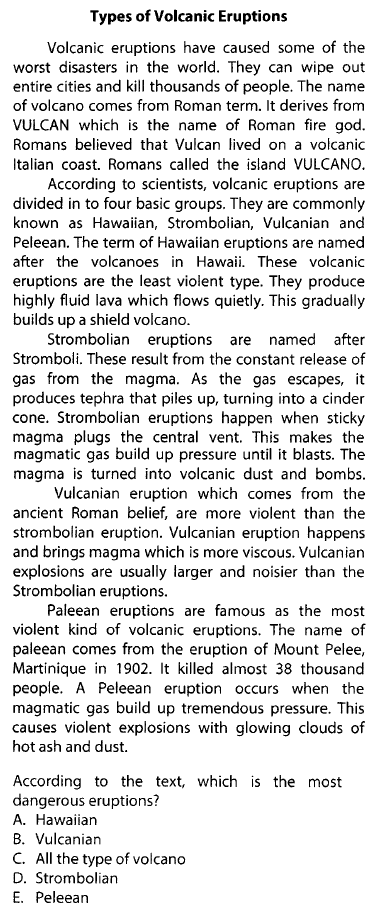 Types of Volcanic Eruptions
Volcanic eruptions have caused some of the
worst disasters in the world. They can wipe out
entire cities and kill thousands of people. The name
of volcano comes from Roman term. It derives from
VULCAN which is the name of Roman fire god.
Romans believed that Vulcan lived on a volcanic
Italian coast. Romans called the island VULCANO.
According to scientists, volcanic eruptions are
divided in to four basic groups. They are commonly
known as Hawaiian, Strombolian, Vulcanian and
Peleean. The term of Hawaiian eruptions are named
after the volcanoes in Hawaii. These volcanic
eruptions are the least violent type. They produce
highly fluid lava which flows quietly. This gradually
builds up a shield volcano.
Strombolian eruptions are named after
Stromboli. These result from the constant release of
gas from the magma. As the gas escapes, it
produces tephra that piles up, turning into a cinder
cone. Strombolian eruptions happen when sticky
magma plugs the central vent. This makes the
magmatic gas build up pressure until it blasts. The
magma is turned into volcanic dust and bombs.
Vulcanian eruption which comes from the
ancient Roman belief, are more violent than the
strombolian eruption. Vulcanian eruption happens
and brings magma which is more viscous. Vulcanian
explosions are usually larger and noisier than the
Strombolian eruptions.
Paleean eruptions are famous as the most
violent kind of volcanic eruptions. The name of
paleean comes from the eruption of Mount Pelee,
Martinique in 1902. It killed almost 38 thousand
people. A Peleean eruption occurs when the
magmatic gas build up tremendous pressure. This
causes violent explosions with glowing clouds of
hot ash and dust.
According to the text, which is the most
dangerous eruptions?
A. Hawaiian
B. Vulcanian
C. All the type of volcano
D. Strombolian
E. Peleean